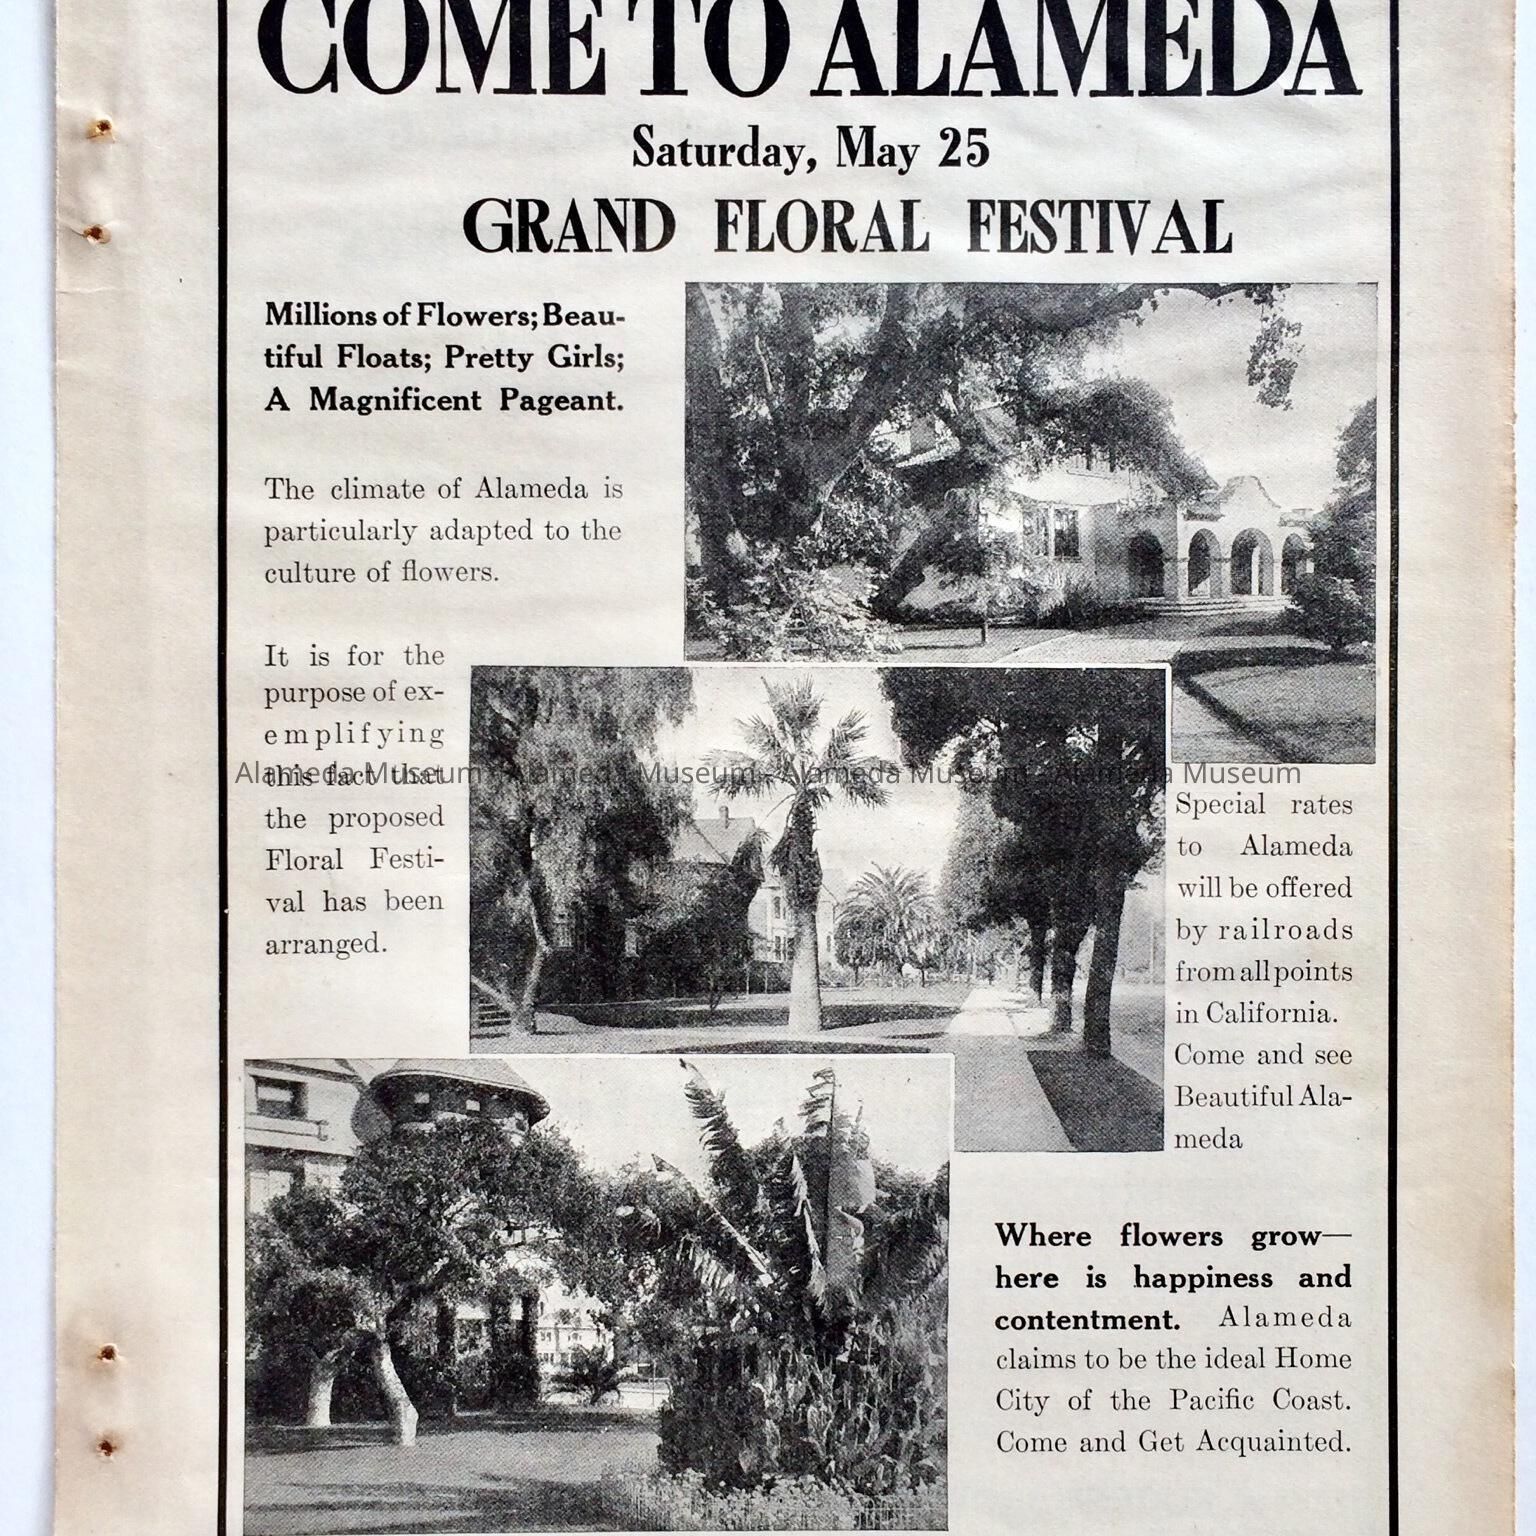 COME TO ALAMEDA
Saturday, May 25
GRAND FLORAL FESTIVAL
Millions of Flowers; Beau-
tiful Floats; Pretty Girls;
A Magnificent Pageant.
The climate of Alameda is
particularly adapted to the
culture of flowers.
It is for the
purpose of ex-
emplifying
this fact that
the proposed
Floral Festi-
val has been
arranged.
Alameda Museum - Alameda Museum - Alameda Museum - Alameda Museum
Special rates
to Alameda
will be offered
by railroads
from all points
in California.
Come and see
Beautiful Ala-
meda
Where flowers grow—
here is happiness and
contentment. Alameda
claims to be the ideal Home
City of the Pacific Coast.
Come and Get Acquainted.